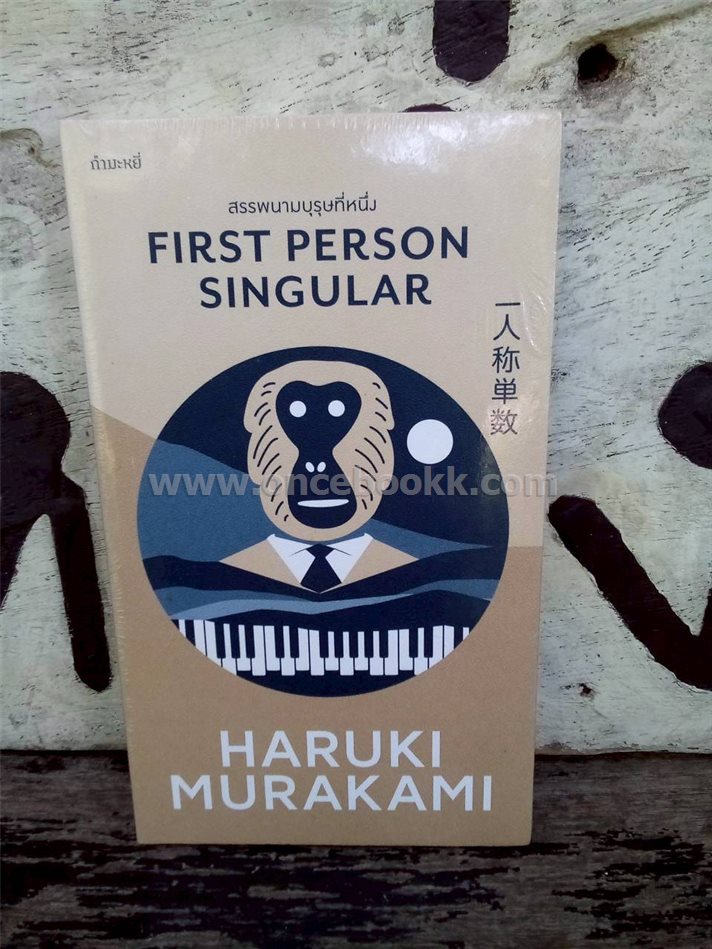 กำมะหยี่
สรรพนามบุรุษที่หนึ่ง
FIRST PERSON
SINGULAR
一人称単数
www.oncebookk.com
HARUKI
MURAKAMI